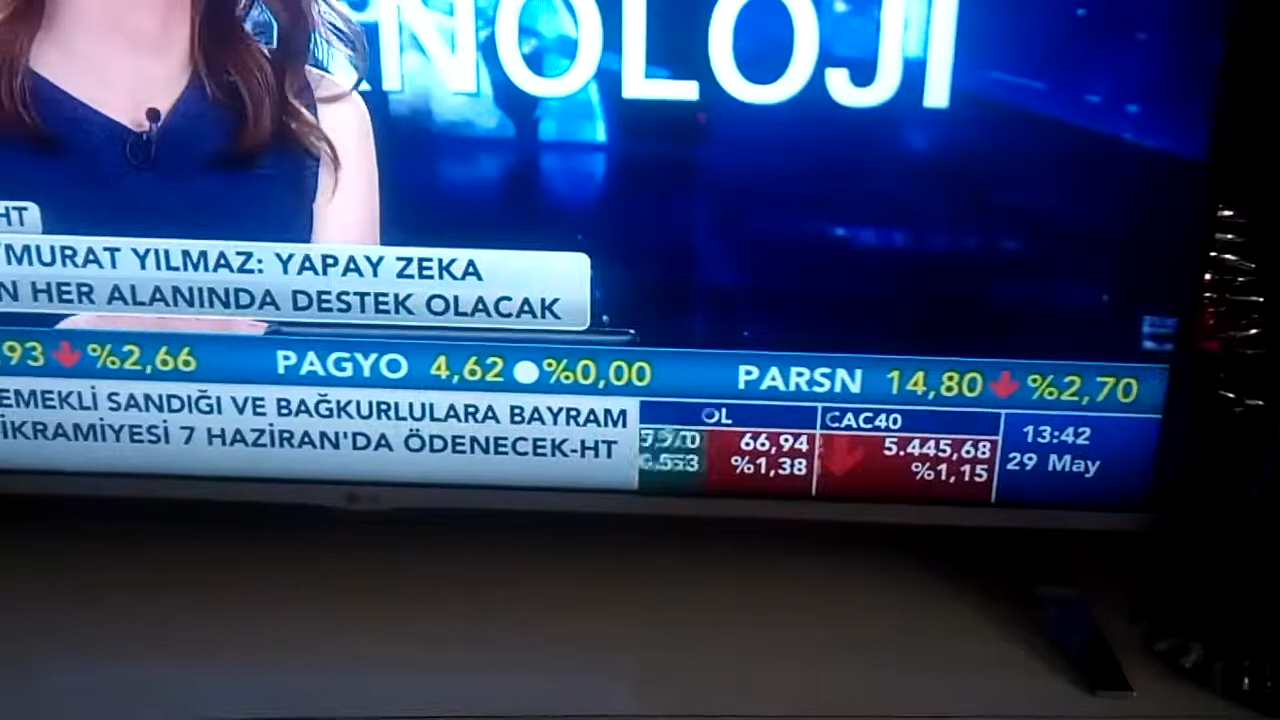 NOLOJİ
HT
MURAT YILMAZ: YAPAY ZEKA
N HER ALANINDA DESTEK OLACAK
,93 %2,66 PAGYO 4,62 %0,00 PARSN 14,80 %2,70
EMEKLİ SANDIĞI VE BAĞKURLULARA BAYRAM
İKRAMİYESİ 7 HAZİRAN'DA ÖDENECEK-HT
OL
66,94
%1,38
CAC40
5.445,68
%1,15
13:42
29 May